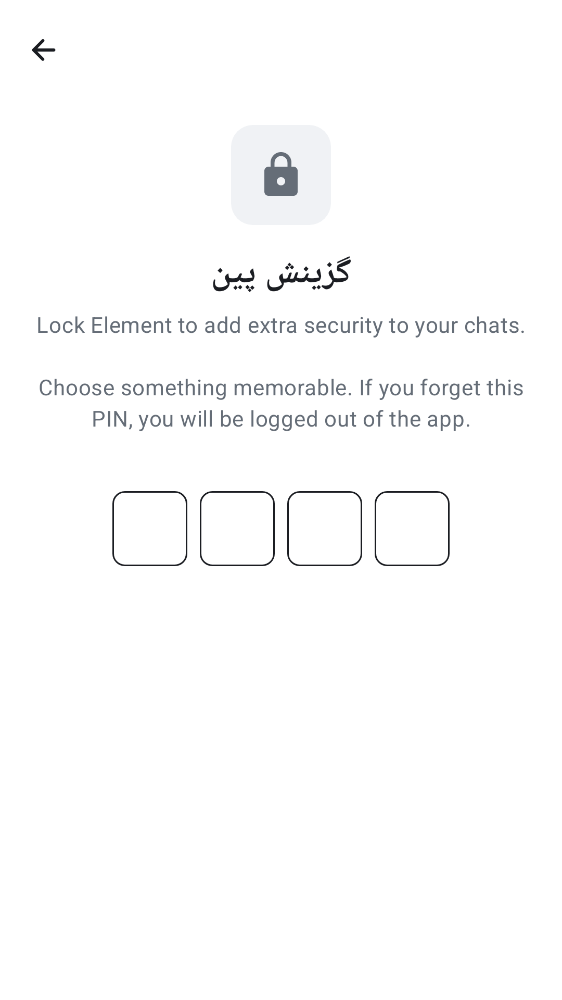 گزینش پین
Lock Element to add extra security to your chats.
Choose something memorable. If you forget this
PIN, you will be logged out of the app.